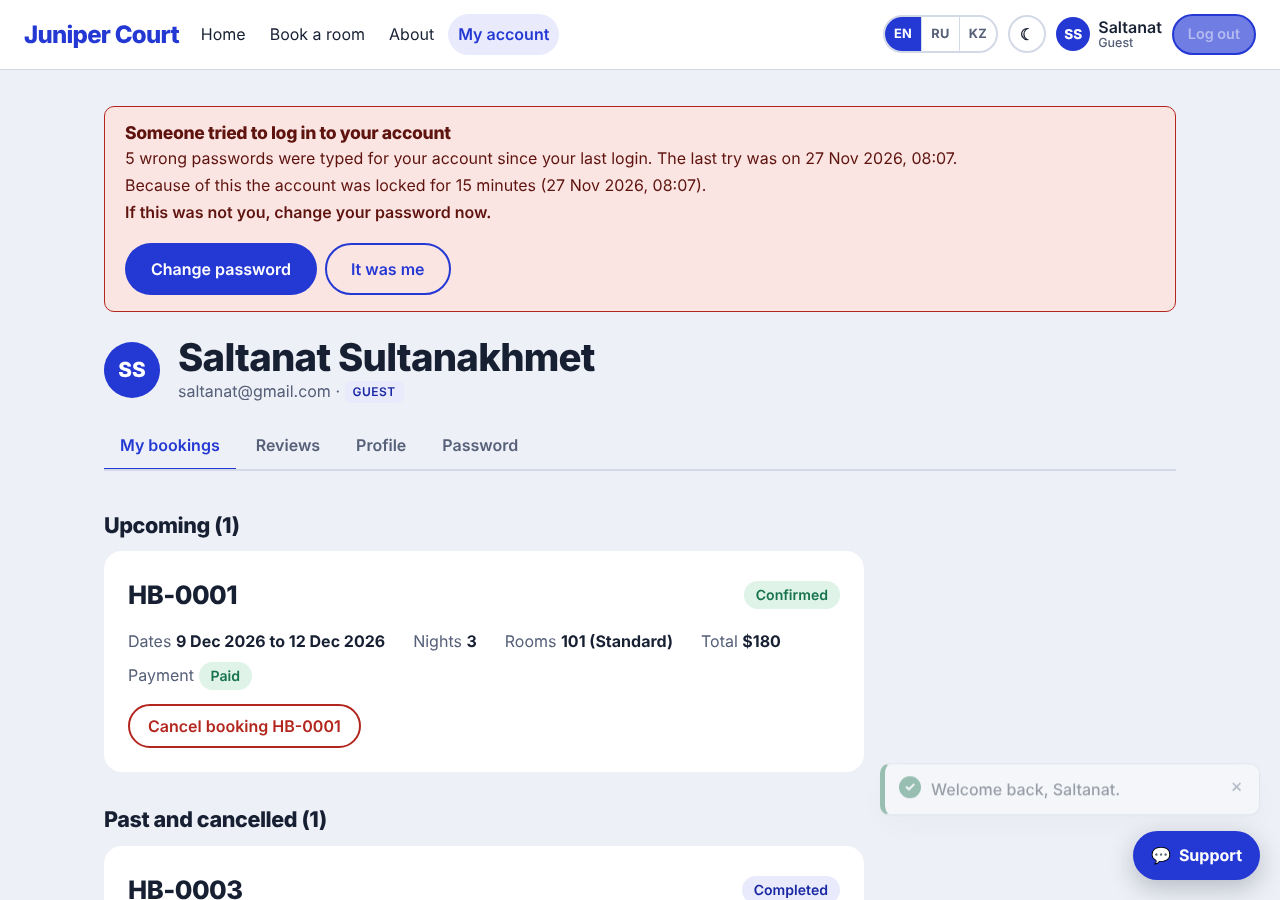 Juniper Court Home Book a room About My account EN RU KZ ☾ SS Saltanat Log out
Guest
Someone tried to log in to your account
5 wrong passwords were typed for your account since your last login. The last try was on 27 Nov 2026, 08:07.
Because of this the account was locked for 15 minutes (27 Nov 2026, 08:07).
If this was not you, change your password now.
Change password It was me
SS Saltanat Sultanakhmet
saltanat@gmail.com · GUEST
My bookings Reviews Profile Password
Upcoming (1)
HB-0001 Confirmed
Dates 9 Dec 2026 to 12 Dec 2026 Nights 3 Rooms 101 (Standard) Total $180
Payment Paid
Cancel booking HB-0001
Welcome back, Saltanat. ×
Past and cancelled (1)
💬 Support
HB-0003 Completed